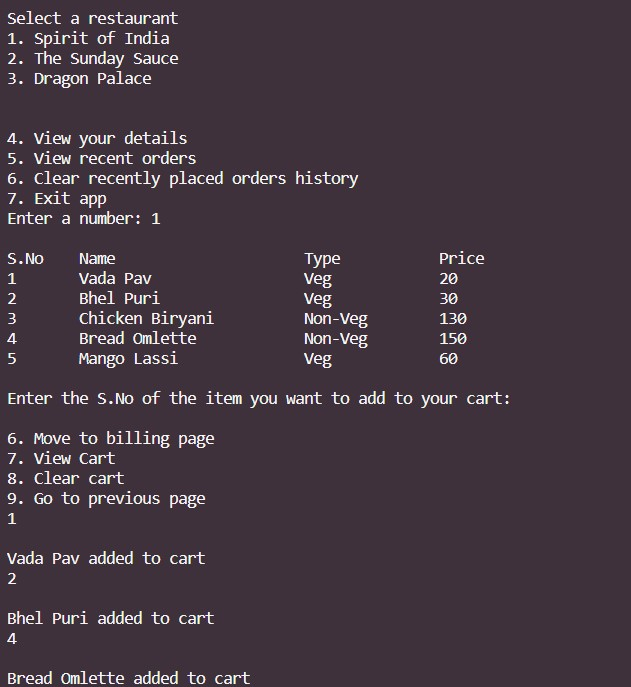 Select a restaurant
1. Spirit of India
2. The Sunday Sauce
3. Dragon Palace
4. View your details
5. View recent orders
6. Clear recently placed orders history
7. Exit app
Enter a number: 1
S.No Name Type Price
1 Vada Pav Veg 20
2 Bhel Puri Veg 30
3 Chicken Biryani Non-Veg 130
4 Bread Omlette Non-Veg 150
5 Mango Lassi Veg 60
Enter the S.No of the item you want to add to your cart:
6. Move to billing page
7. View Cart
8. Clear cart
9. Go to previous page
1
Vada Pav added to cart
2
Bhel Puri added to cart
4
Bread Omlette added to cart